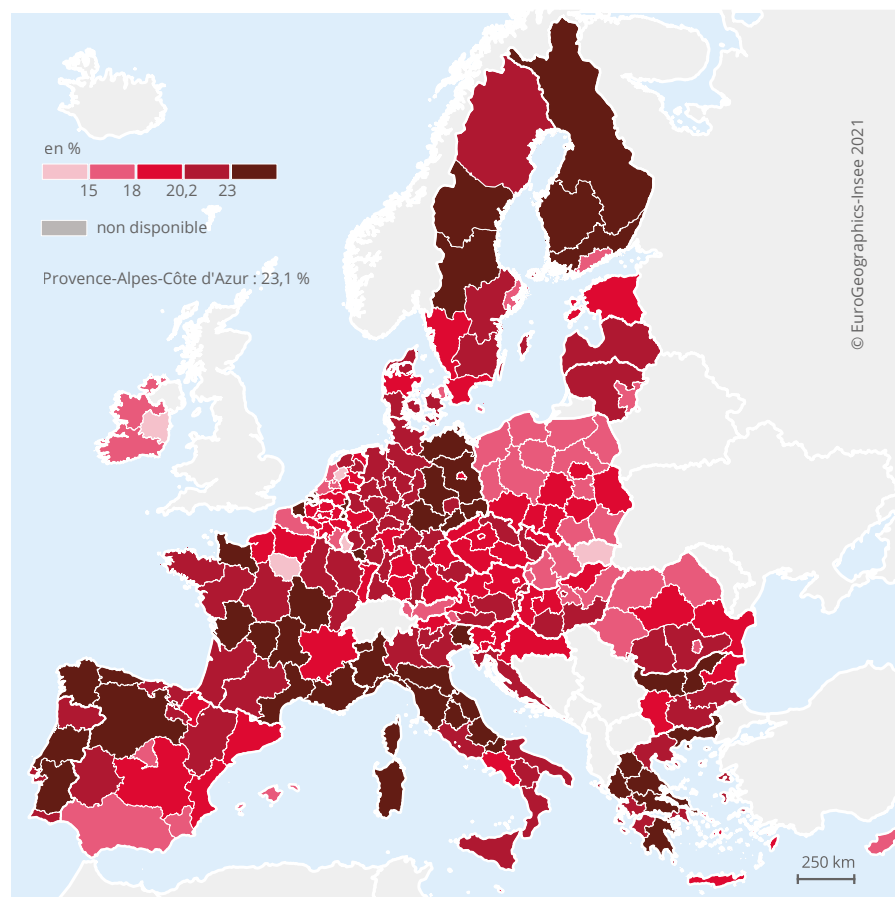 en %
15 18 20,2 23
non disponible
Provence-Alpes-Côte d'Azur : 23,1 %
© EuroGeographics-Insee 2021
250 km